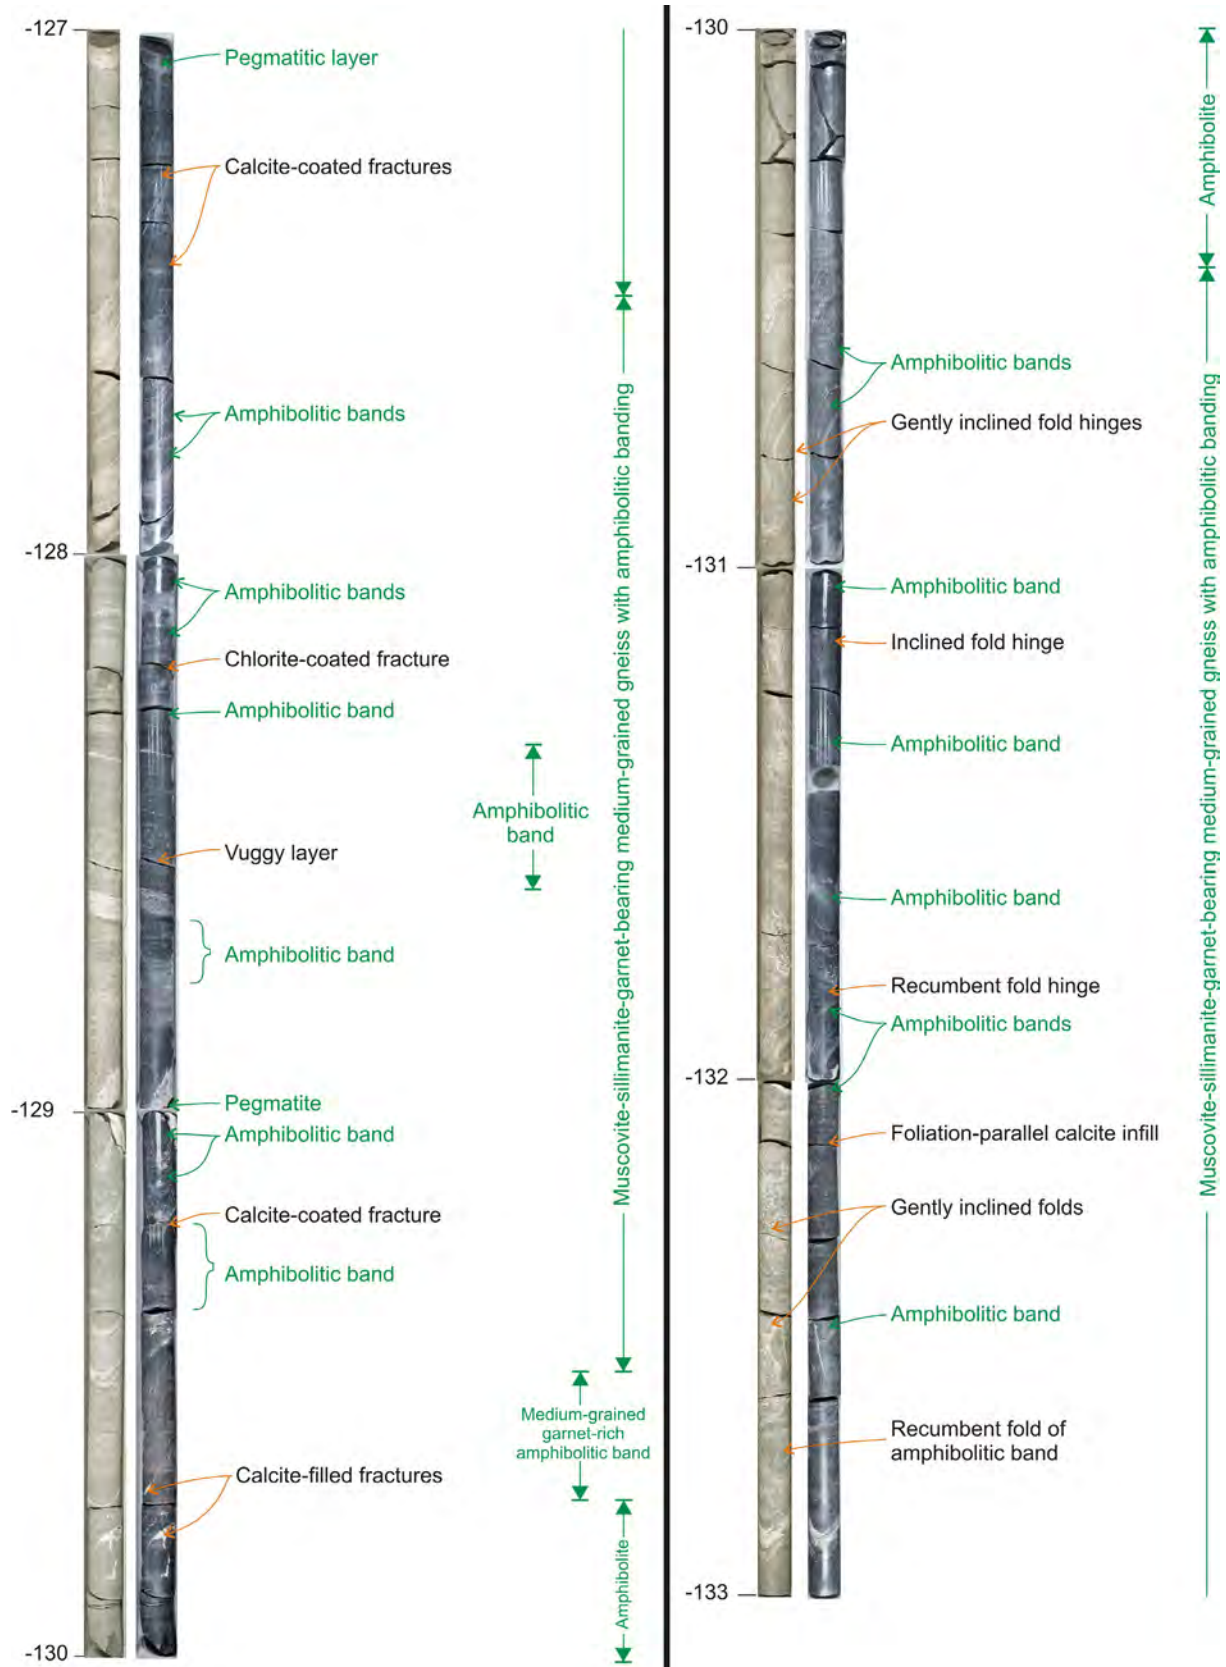 -127
Pegmatitic layer
Calcite-coated fractures
Amphibolitic bands
-128
Amphibolitic bands
Chlorite-coated fracture
Amphibolitic band
Amphibolitic
band
Vuggy layer
Amphibolitic band
-129
Pegmatite
Amphibolitic band
Calcite-coated fracture
Amphibolitic band
Medium-grained
garnet-rich
amphibolitic band
Calcite-filled fractures
-130
Muscovite-sillimanite-garnet-bearing medium-grained gneiss with amphibolitic banding
Amphibolite
-130
Amphibolitic bands
Gently inclined fold hinges
-131
Amphibolitic band
Inclined fold hinge
Amphibolitic band
Amphibolitic band
Recumbent fold hinge
Amphibolitic bands
-132
Foliation-parallel calcite infill
Gently inclined folds
Amphibolitic band
Recumbent fold of
amphibolitic band
-133
Amphibolite
Muscovite-sillimanite-garnet-bearing medium-grained gneiss with amphibolitic banding